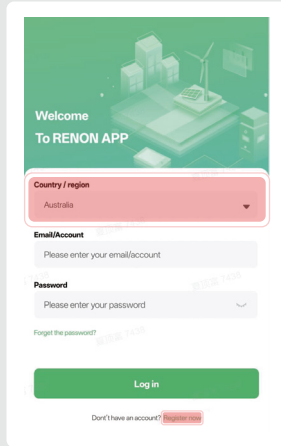 Welcome
To RENON APP
Country / region
Australia
Email/Account
Please enter your email/account
Password
Please enter your password
Forget the password?
Log in
Dont't have an account? Register now